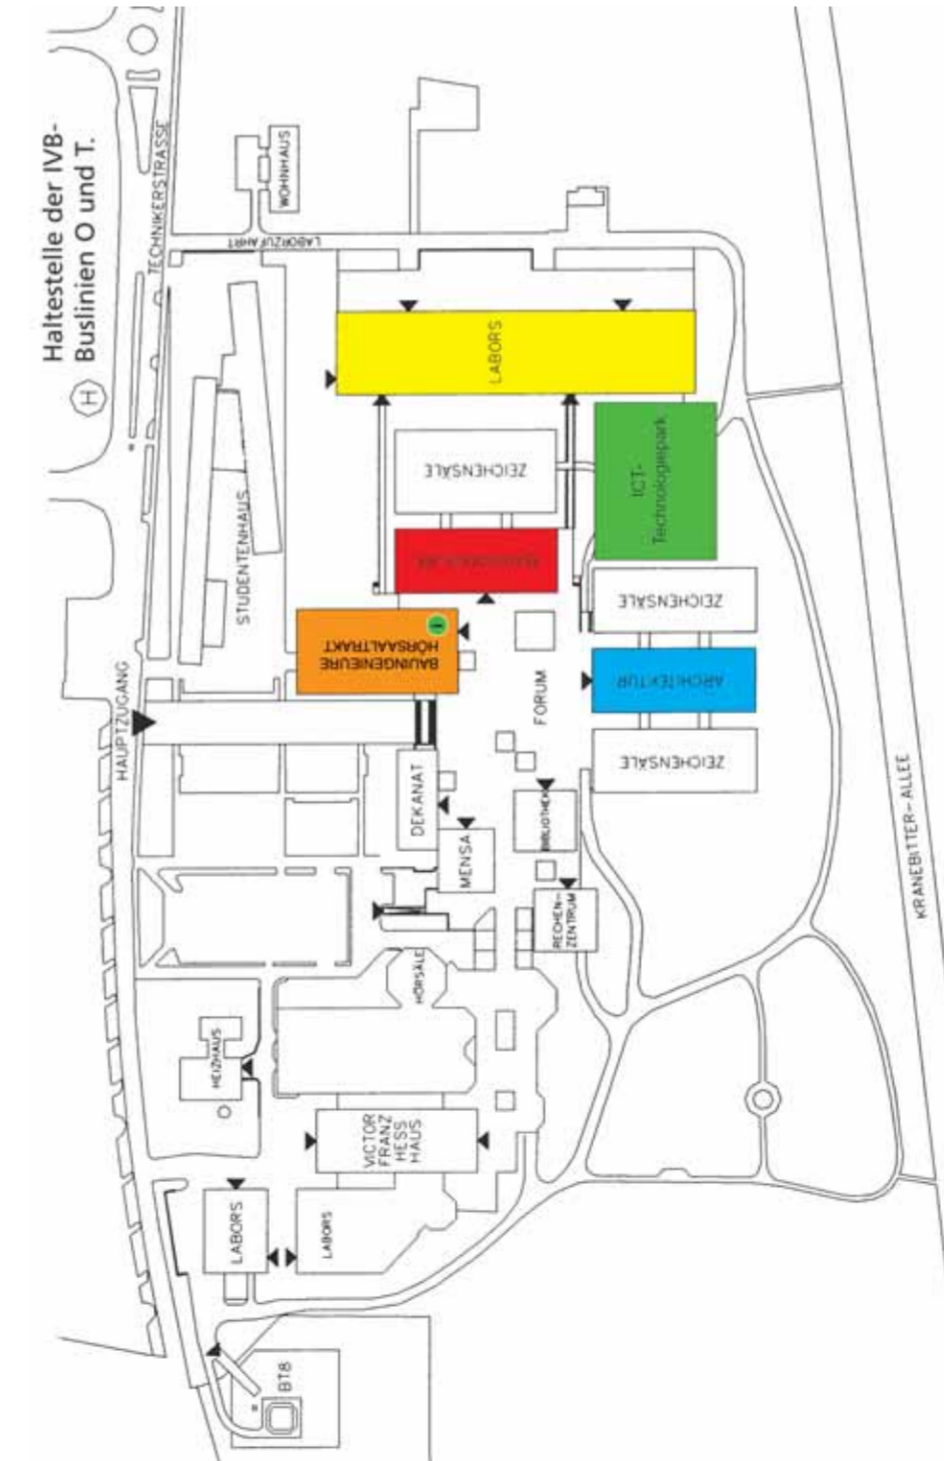 Haltestelle der IVB-
Buslinien O und T.
H
TECHNIKERSTRASSE
WOHNHAUS
LABORZUFAHRT
LABORS
STUDENTENHAUS
ZEICHENSÄLE
ICT-
Technologiepark
ZEICHENSÄLE
BAUINGENIEURE
HÖRSAALTRAKT
i
ARCHITEKTUR
HAUPTZUGANG
FORUM
ZEICHENSÄLE
DEKANAT
MENSA
BIBLIOTHEK
RECHEN-
ZENTRUM
KRANEBITTER-ALLEE
HÖRSÄLE
HEIZHAUS
VICTOR
FRANZ
HESS
HAUS
LABORS
LABORS
BT8